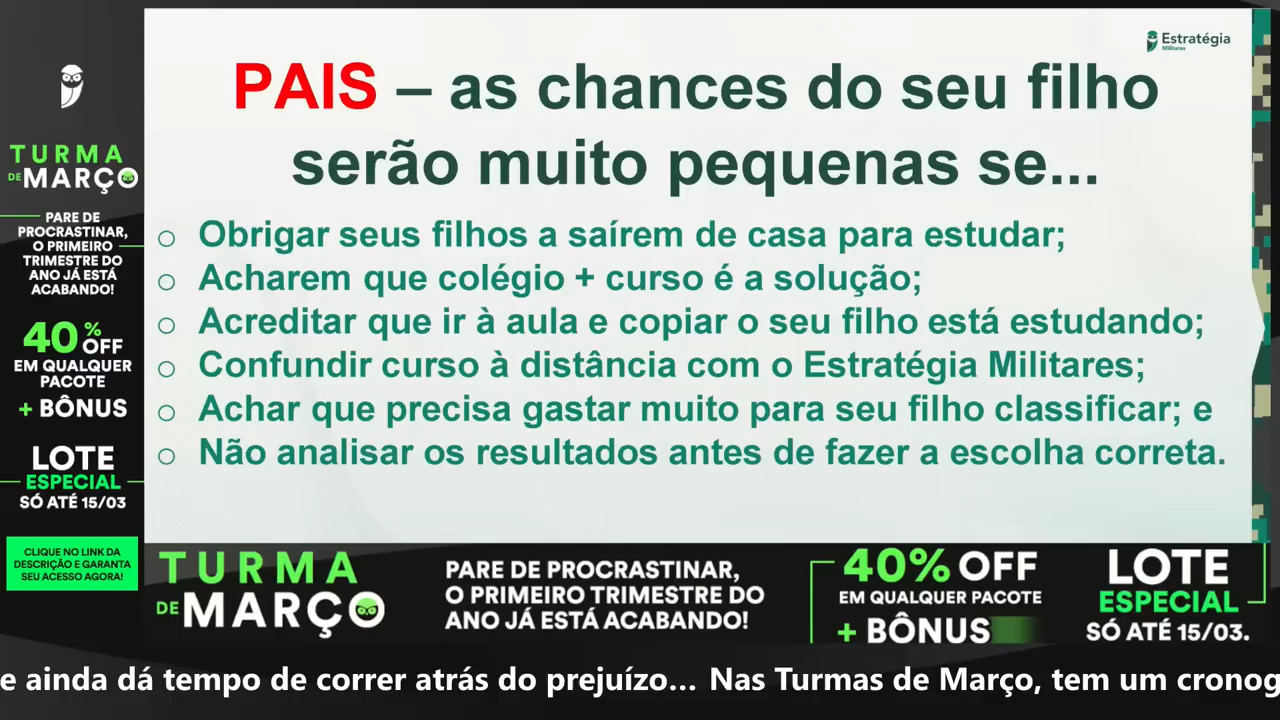 Estratégia
Militares
PAIS – as chances do seu filho
serão muito pequenas se...
○ Obrigar seus filhos a saírem de casa para estudar;
○ Acharem que colégio + curso é a solução;
○ Acreditar que ir à aula e copiar o seu filho está estudando;
○ Confundir curso à distância com o Estratégia Militares;
○ Achar que precisa gastar muito para seu filho classificar; e
○ Não analisar os resultados antes de fazer a escolha correta.
TURMA
DE MARÇO
PARE DE
PROCRASTINAR,
O PRIMEIRO
TRIMESTRE DO
ANO JÁ ESTÁ
ACABANDO!
40% OFF
EM QUALQUER
PACOTE
+ BÔNUS
LOTE
ESPECIAL
SÓ ATÉ 15/03
CLIQUE NO LINK DA
DESCRIÇÃO E GARANTA
SEU ACESSO AGORA!
TURMA
DE MARÇO
PARE DE PROCRASTINAR,
O PRIMEIRO TRIMESTRE DO
ANO JÁ ESTÁ ACABANDO!
40% OFF
EM QUALQUER PACOTE
+ BÔNUS
LOTE
ESPECIAL
SÓ ATÉ 15/03.
e ainda dá tempo de correr atrás do prejuízo... Nas Turmas de Março, tem um cronog